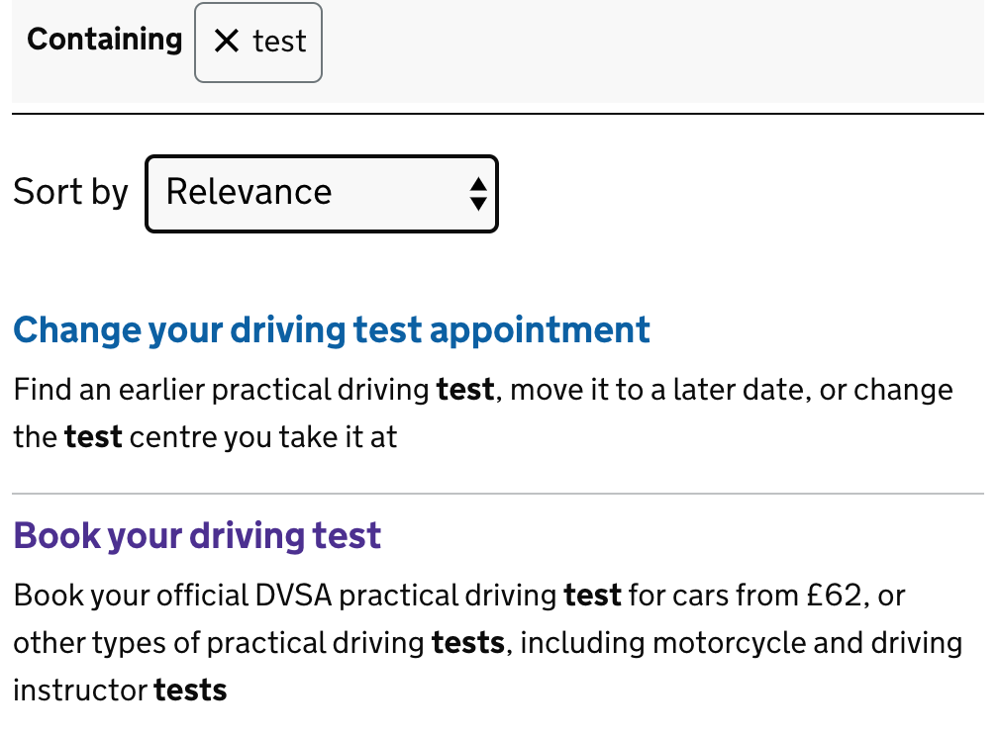 Containing × test
Sort by Relevance
Change your driving test appointment
Find an earlier practical driving test, move it to a later date, or change
the test centre you take it at
Book your driving test
Book your official DVSA practical driving test for cars from £62, or
other types of practical driving tests, including motorcycle and driving
instructor tests